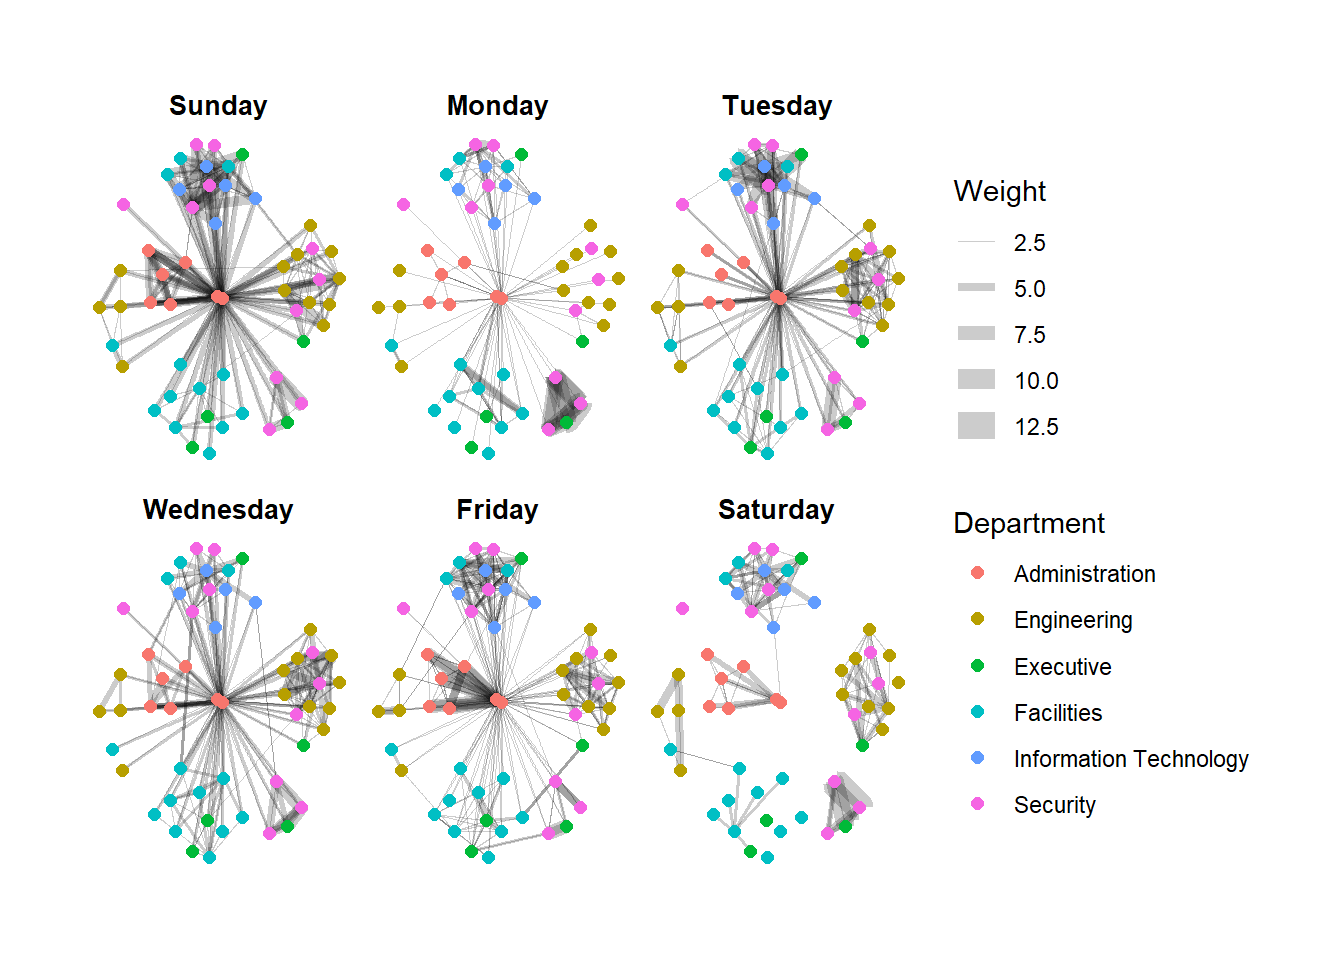 Sunday
Monday
Tuesday
Wednesday
Friday
Saturday
Weight
2.5
5.0
7.5
10.0
12.5
Department
Administration
Engineering
Executive
Facilities
Information Technology
Security